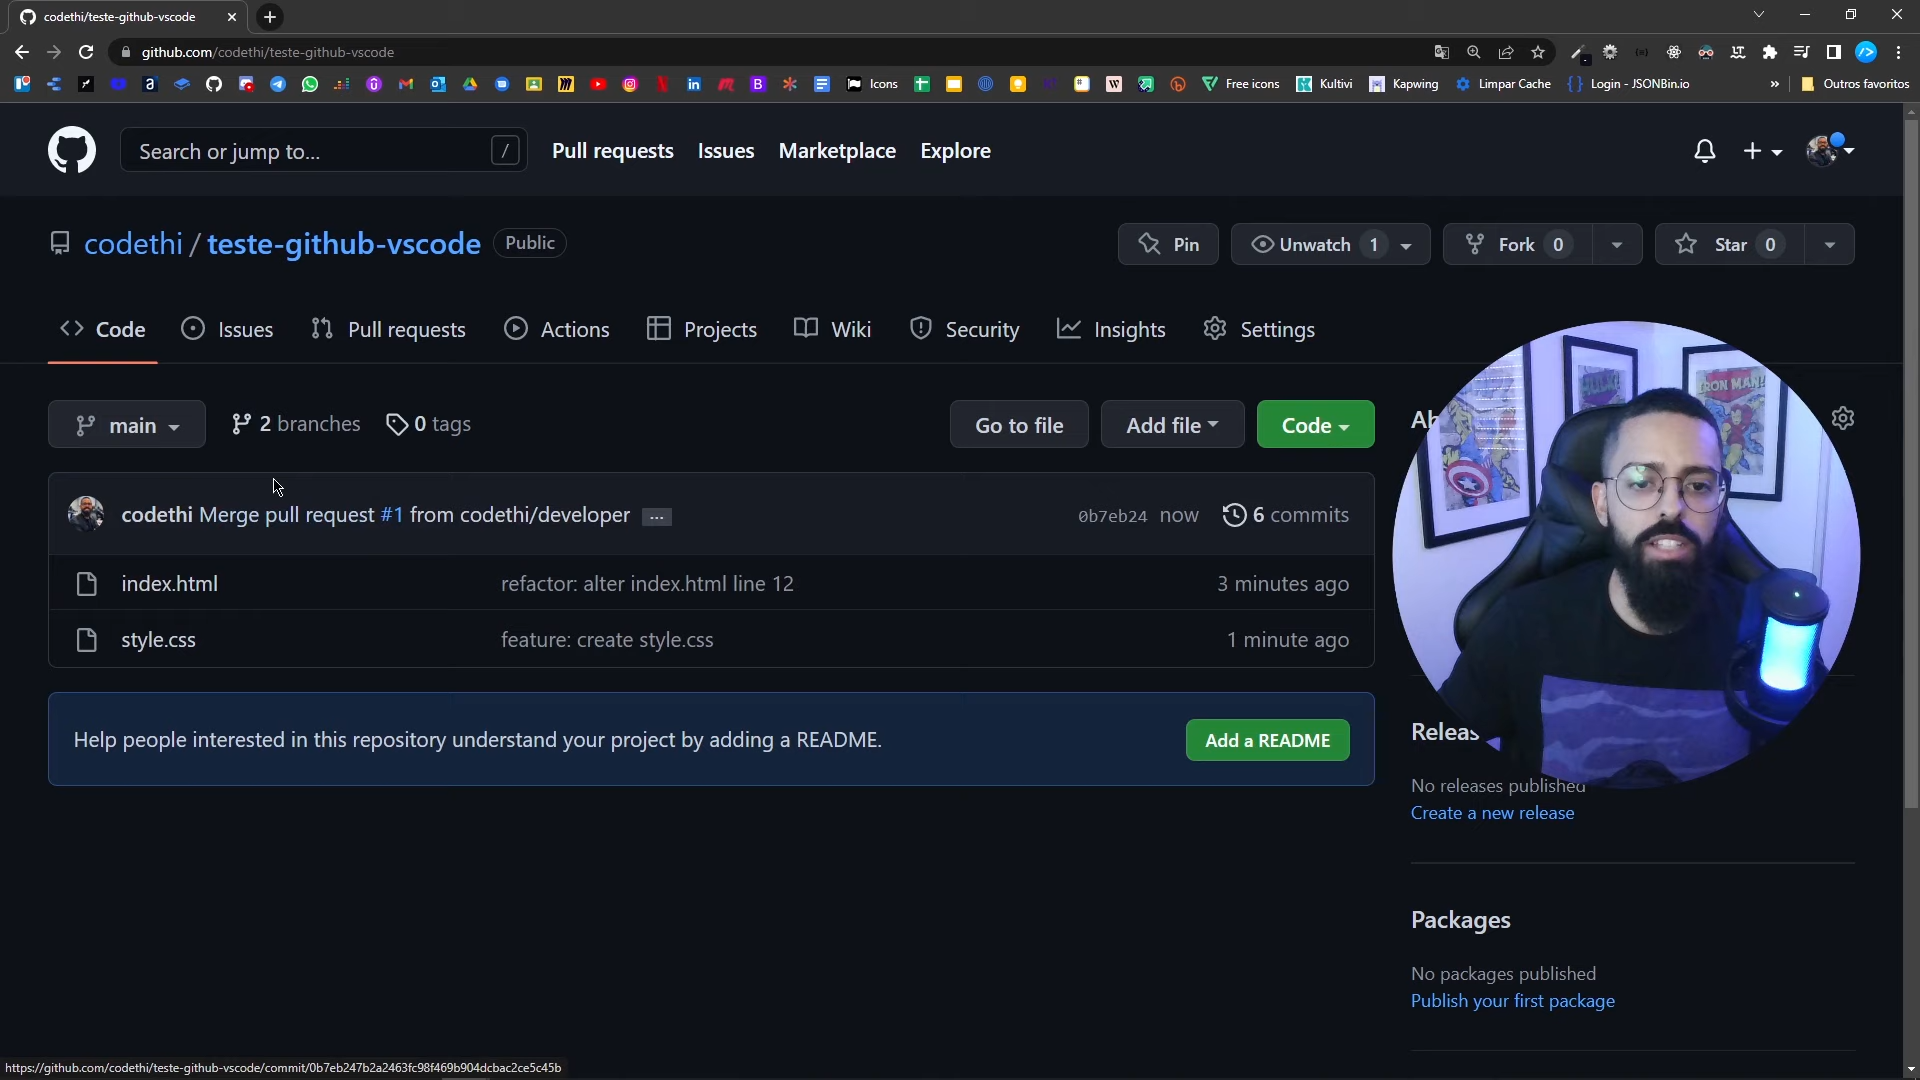 codethi/teste-github-vscode
github.com/codethi/teste-github-vscode
Icons
Free icons
Kultivi
Kapwing
Limpar Cache
Login - JSONBin.io
»
Outros favoritos
Search or jump to...
/
Pull requests
Issues
Marketplace
Explore
codethi / teste-github-vscode
Public
Pin
Unwatch 1
Fork 0
Star 0
Code
Issues
Pull requests
Actions
Projects
Wiki
Security
Insights
Settings
main
2 branches
0 tags
Go to file
Add file
Code
codethi Merge pull request #1 from codethi/developer ...
0b7eb24 now
6 commits
index.html
refactor: alter index.html line 12
3 minutes ago
style.css
feature: create style.css
1 minute ago
Help people interested in this repository understand your project by adding a README.
Add a README
IRON MAN!
Releas
No releases published
Create a new release
Packages
No packages published
Publish your first package
https://github.com/codethi/teste-github-vscode/commit/0b7eb247b2a2463fc98f469b904dcbac2ce5c45b